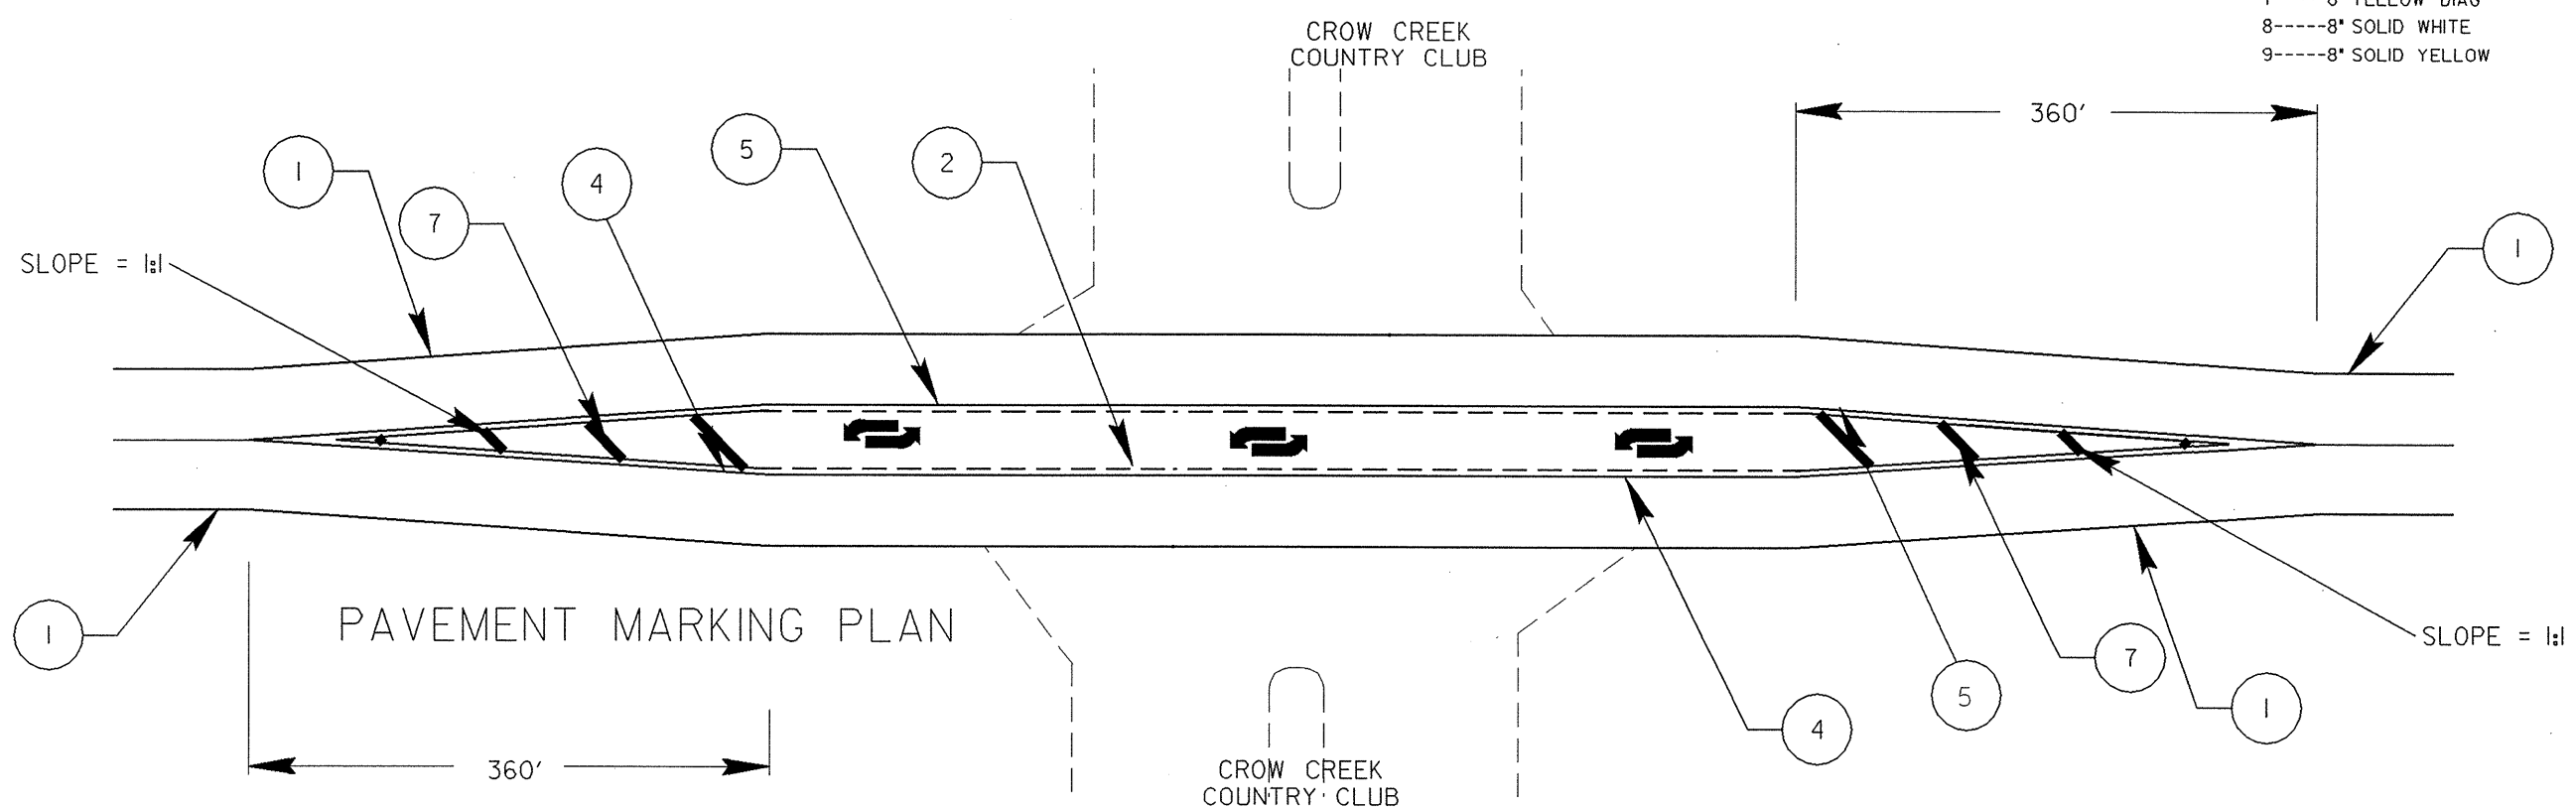 8-----8" SOLID WHITE
9-----8" SOLID YELLOW
CROW CREEK
COUNTRY CLUB
360'
1
7
4
5
2
1
SLOPE = 1:1
PAVEMENT MARKING PLAN
1
360'
CROW CREEK
COUNTRY CLUB
4
5
7
1
SLOPE = 1:1